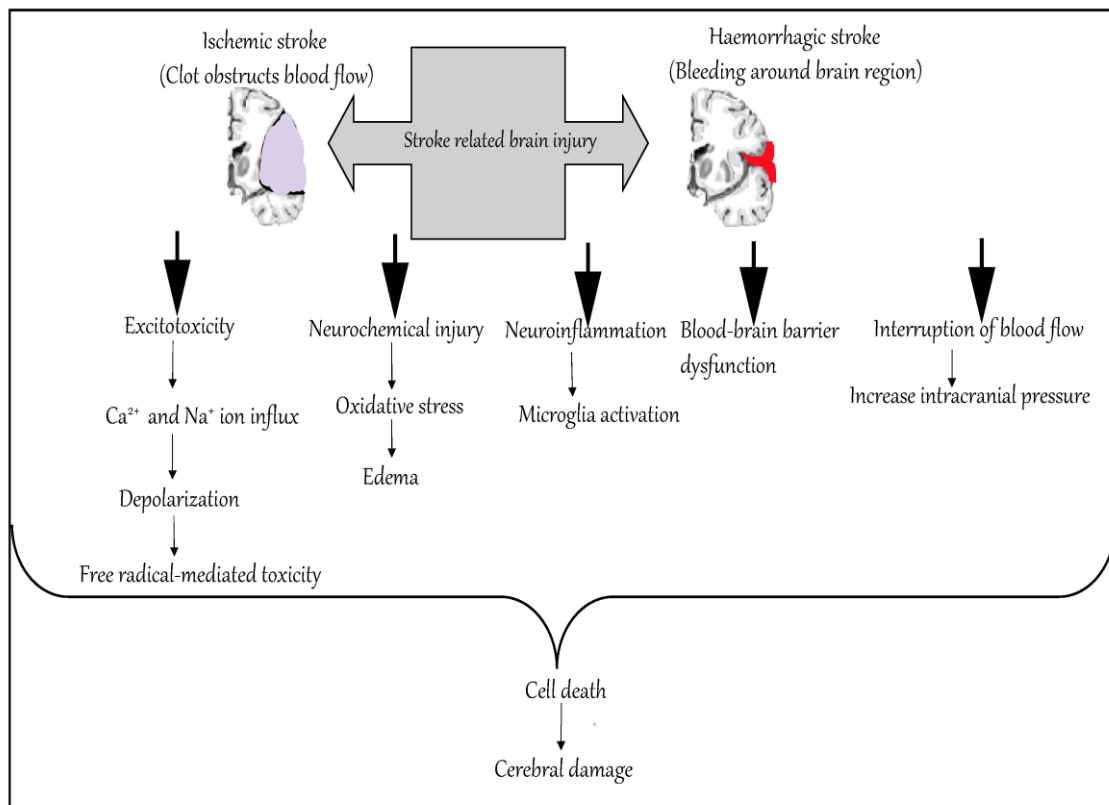 Ischemic stroke
(Clot obstructs blood flow)
Haemorrhagic stroke
(Bleeding around brain region)
Stroke related brain injury
Excitotoxicity
Ca²⁺ and Na⁺ ion influx
Depolarization
Free radical-mediated toxicity
Neurochemical injury
Oxidative stress
Edema
Neuroinflammation
Microglia activation
Blood-brain barrier
dysfunction
Interruption of blood flow
Increase intracranial pressure
Cell death
Cerebral damage